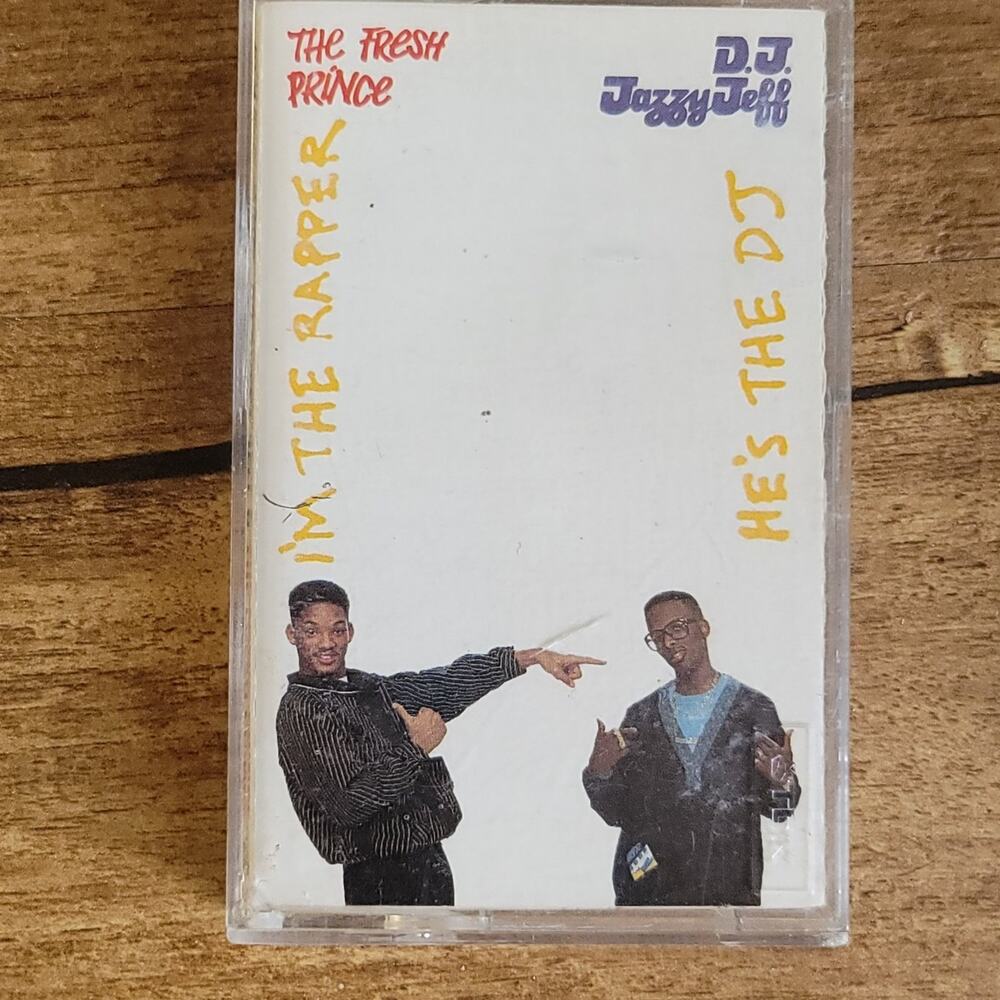 THE FRESH
PRINCE
D.J.
Jazzy Jeff
I'M THE RAPPER
HE'S THE DJ